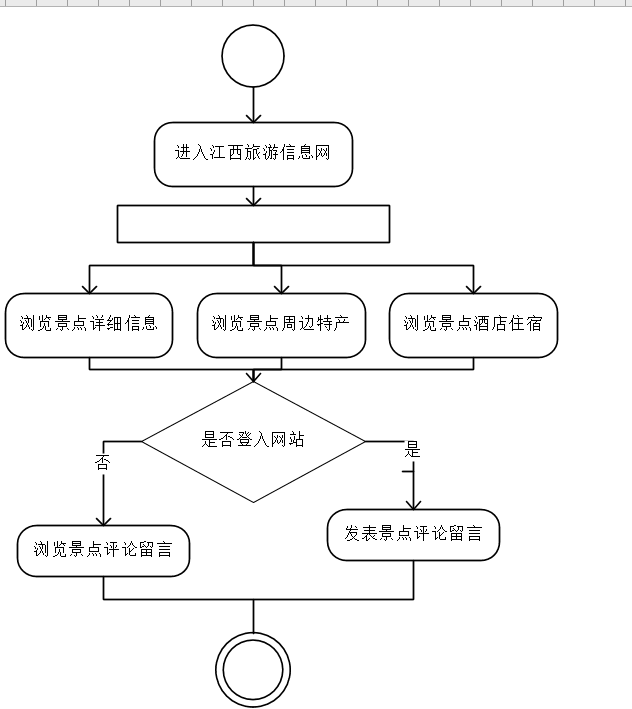 进入江西旅游信息网
浏览景点详细信息
浏览景点周边特产
浏览景点酒店住宿
是否登入网站
否
是
浏览景点评论留言
发表景点评论留言